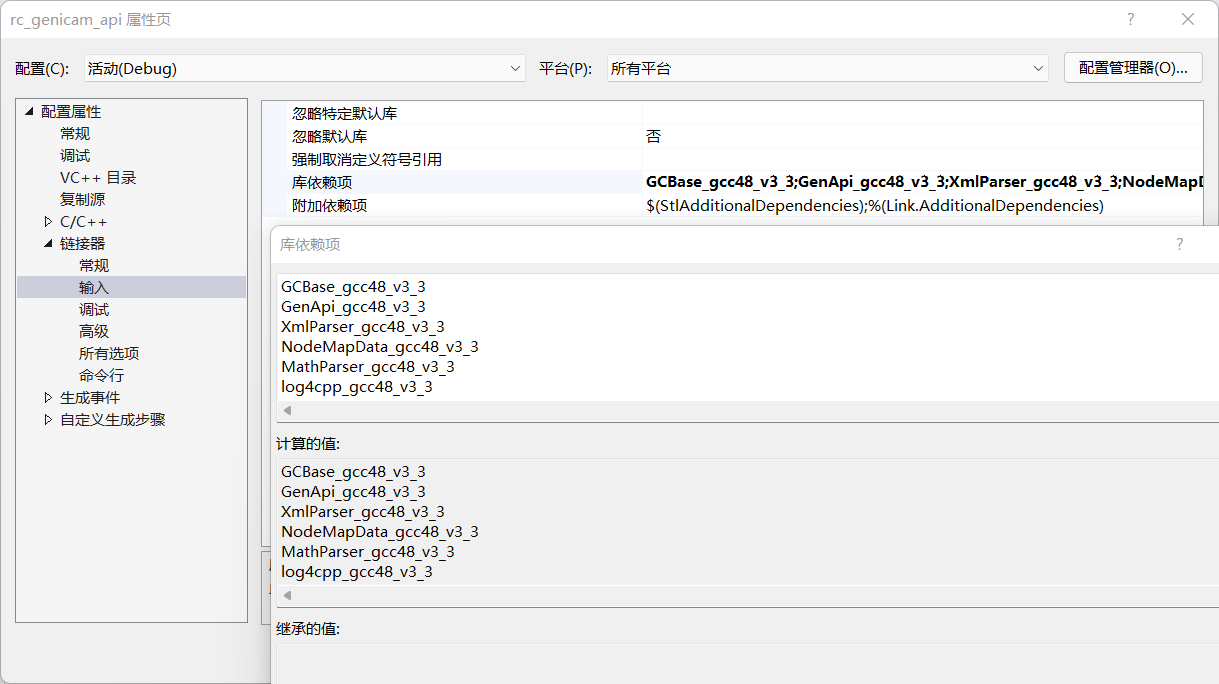 rc_genicam_api 属性页
配置(C): 活动(Debug) 平台(P): 所有平台 配置管理器(O)...
配置属性
常规
调试
VC++ 目录
复制源
C/C++
链接器
常规
输入
调试
高级
所有选项
命令行
生成事件
自定义生成步骤
忽略特定默认库
忽略默认库 否
强制取消定义符号引用
库依赖项 GCBase_gcc48_v3_3;GenApi_gcc48_v3_3;XmlParser_gcc48_v3_3;NodeMapD
附加依赖项 $(StlAdditionalDependencies);%(Link.AdditionalDependencies)
库依赖项 ?
GCBase_gcc48_v3_3
GenApi_gcc48_v3_3
XmlParser_gcc48_v3_3
NodeMapData_gcc48_v3_3
MathParser_gcc48_v3_3
log4cpp_gcc48_v3_3
计算的值:
GCBase_gcc48_v3_3
GenApi_gcc48_v3_3
XmlParser_gcc48_v3_3
NodeMapData_gcc48_v3_3
MathParser_gcc48_v3_3
log4cpp_gcc48_v3_3
继承的值: